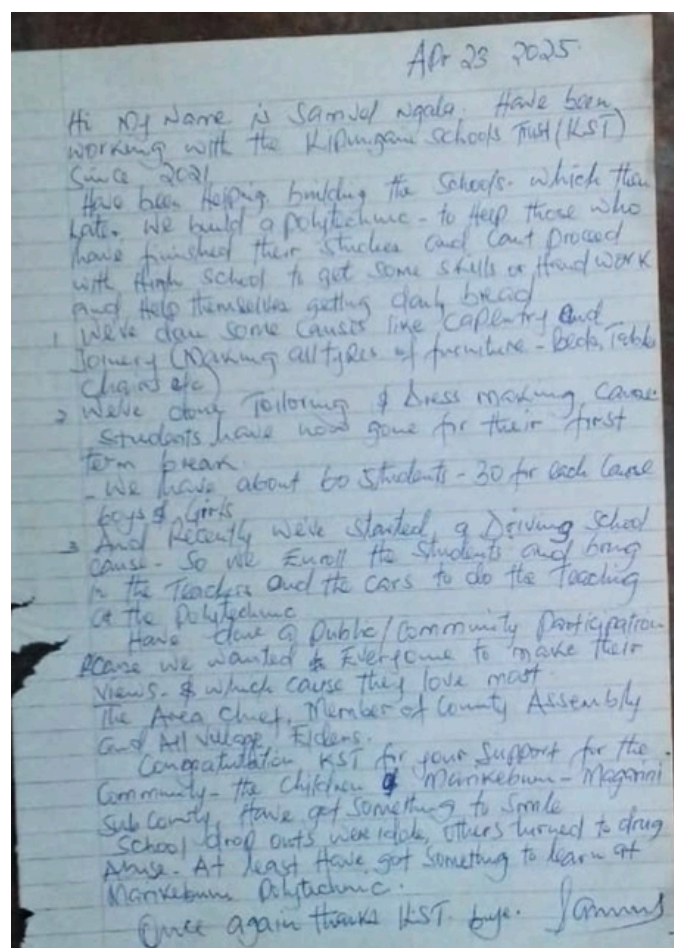 Apr 23 2025.
Hi My Name is Samuel Ngala. Have been
working with the Kipungani Schools Trust (KST)
Since 2021
Have been Helping building the Schools. which then
Later We build a polytechnic - to Help those who
have finished their studies and Cant Proceed
with High School to get some skills or Hand work
and Help themselves getting daily bread
1 We've done some Causes like Capentry and
Joinery (Making all types of furniture - Beds, Table
Chairs etc)
2 We've done Tailoring & Dress making Cause.
Students have now gone for their first
term break.
- We have about 60 Students - 30 for each Cause
boys & Girls
3 And Recently We've Started a Driving School
cause - So we Enroll the Students and bring
in the Teachers and the cars to do the Teaching
at the Polytechnic
Have done a Public/Community Participation
we wanted Everyone to make their
views. & which cause they love most.
The Area Chief, Member of County Assembly
and All Village Elders.
KST for your Support for the
Community - the Children of Marikebuni - Magarini
Sub County, Have got Something to Smile
School drop outs were idle, others turned to drug
Abuse. At least Have got Something to learn at
Marikebuni Polytechnic.
Once again thanks KST. bye.